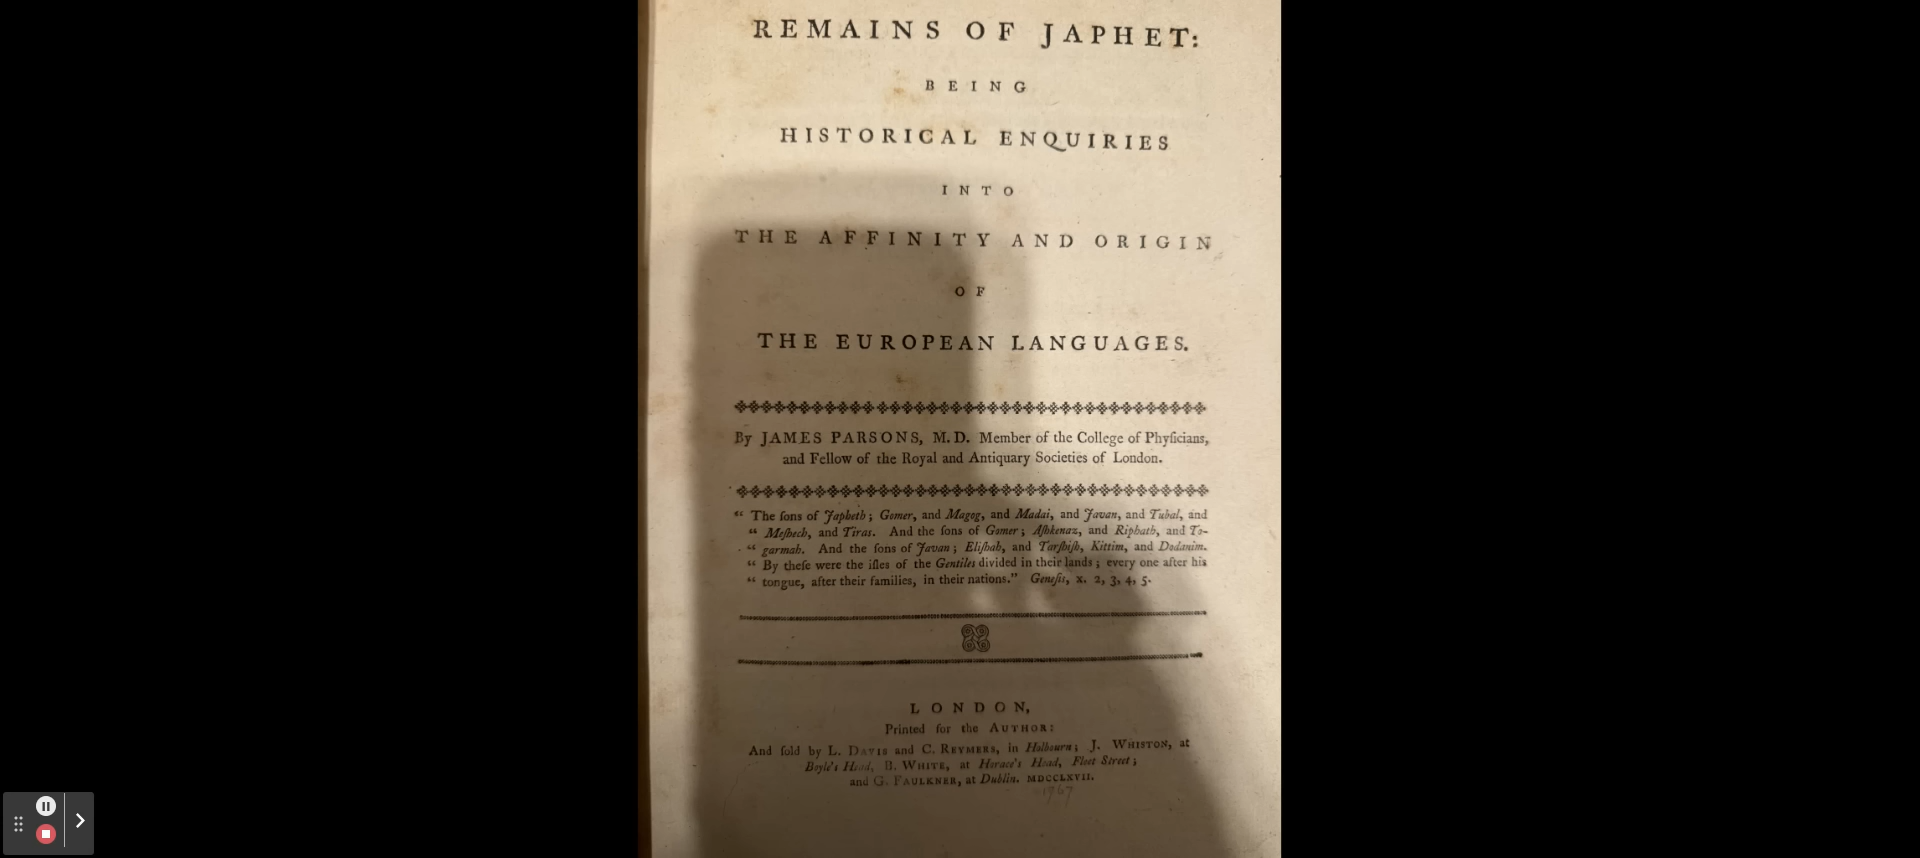 REMAINS OF JAPHET:
BEING
HISTORICAL ENQUIRIES
INTO
THE AFFINITY AND ORIGIN
OF
THE EUROPEAN LANGUAGES.
By JAMES PARSONS, M.D. Member of the College of Phyſicians,
and Fellow of the Royal and Antiquary Societies of London.
“ The ſons of Japheth; Gomer, and Magog, and Madai, and Javan, and Tubal, and
“ Meſhech, and Tiras. And the ſons of Gomer; Aſhkenaz, and Riphath, and To-
“ garmah. And the ſons of Javan; Eliſhah, and Tarſhiſh, Kittim, and Dodanim.
“ By theſe were the iſles of the Gentiles divided in their lands; every one after his
“ tongue, after their families, in their nations.” Geneſis, x. 2, 3, 4, 5.
LONDON,
Printed for the AUTHOR:
And ſold by L. DAVIS and C. REYMERS, in Holbourn; J. WHISTON, at
Boyle's Head, B. WHITE, at Horace's Head, Fleet Street;
and G. FAULKNER, at Dublin. MDCCLXVII.
1767